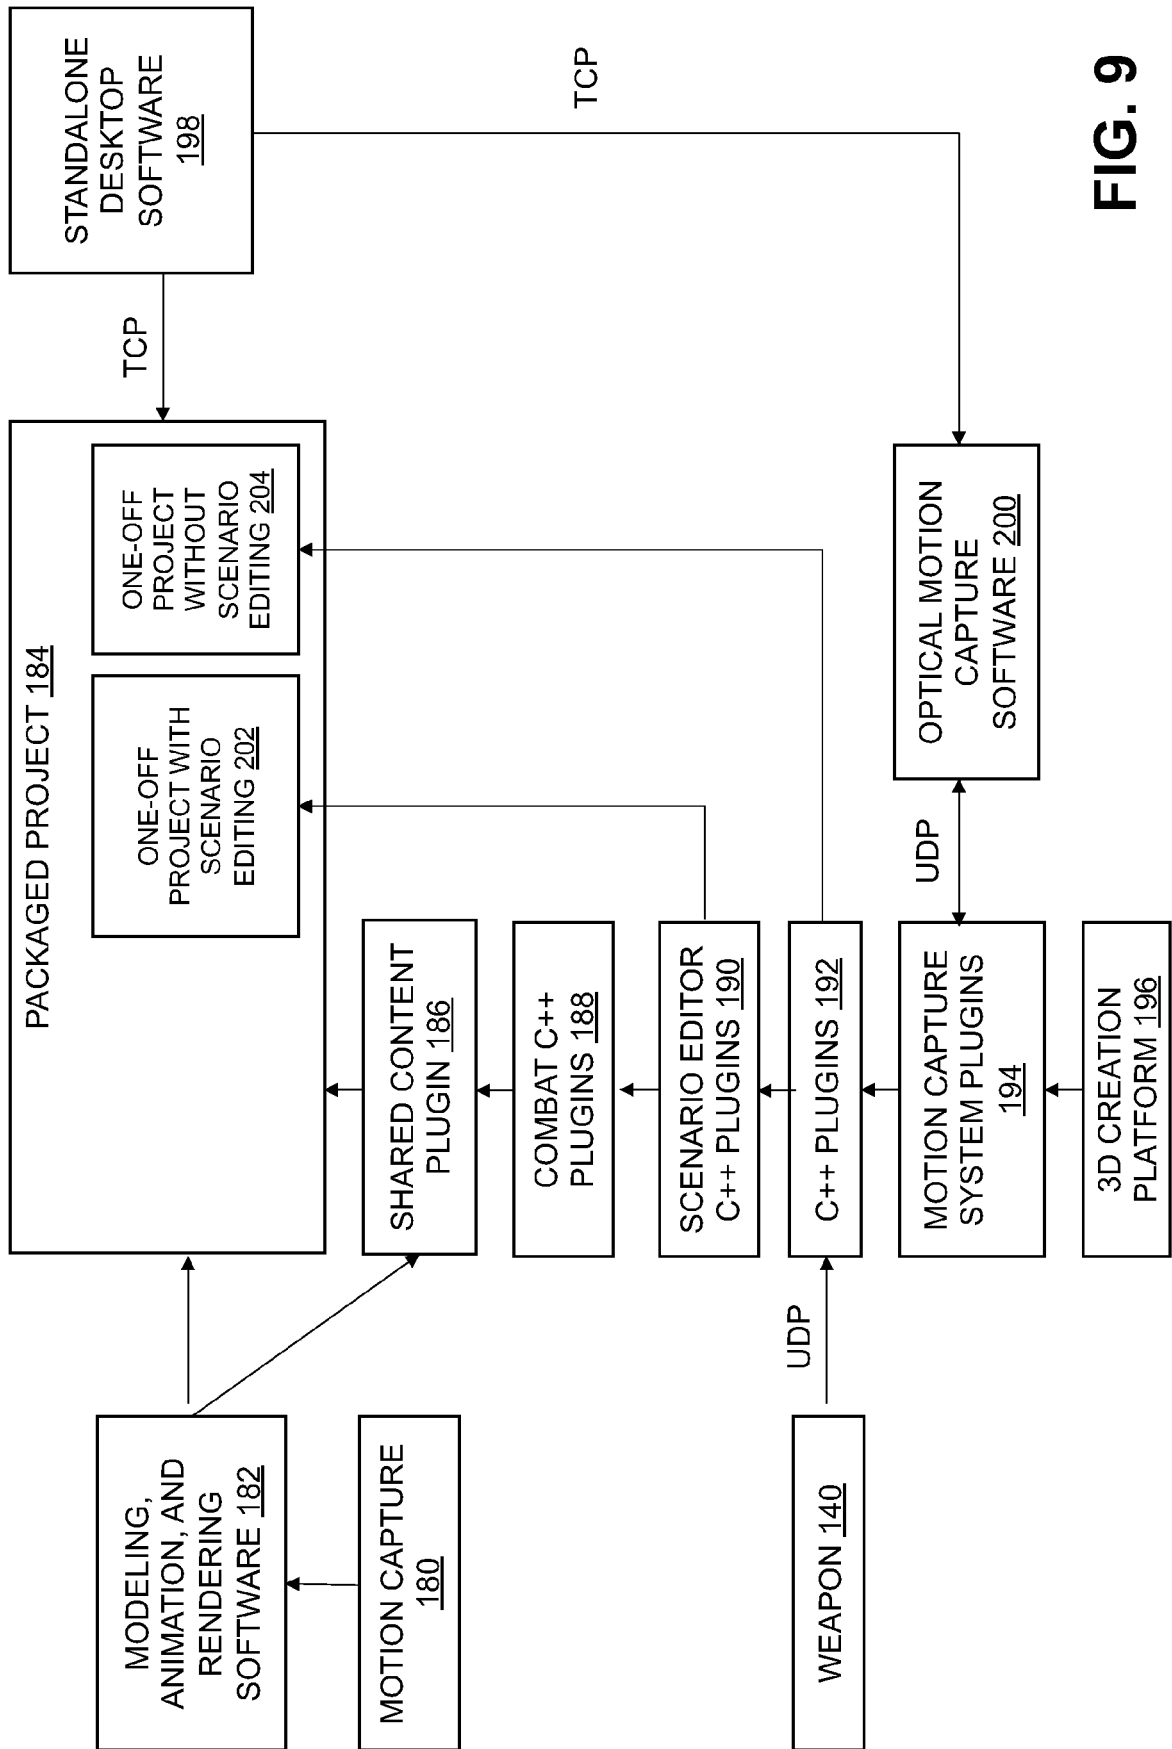 MODELING,
ANIMATION, AND
RENDERING
SOFTWARE 182
MOTION CAPTURE
180
WEAPON 140
UDP
PACKAGED PROJECT 184
ONE-OFF
PROJECT WITH
SCENARIO
EDITING 202
ONE-OFF
PROJECT
WITHOUT
SCENARIO
EDITING 204
SHARED CONTENT
PLUGIN 186
COMBAT C++
PLUGINS 188
SCENARIO EDITOR
C++ PLUGINS 190
C++ PLUGINS 192
MOTION CAPTURE
SYSTEM PLUGINS
194
3D CREATION
PLATFORM 196
UDP
OPTICAL MOTION
CAPTURE
SOFTWARE 200
TCP
STANDALONE
DESKTOP
SOFTWARE
198
TCP
FIG. 9